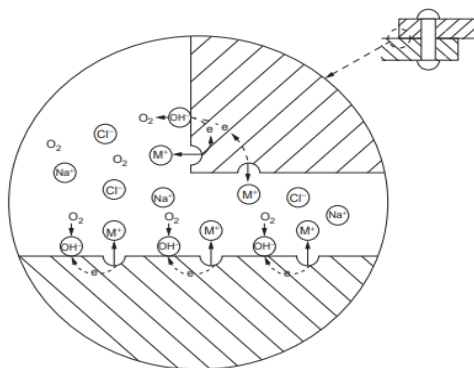 O₂ OH⁻ e e
O₂ Cl⁻
O₂ M⁺
Na⁺
Cl⁻ Na⁺ M⁺ Cl⁻
Na⁺
O₂ M⁺ O₂ M⁺ O₂ M⁺
OH⁻ OH⁻ OH⁻
e e e